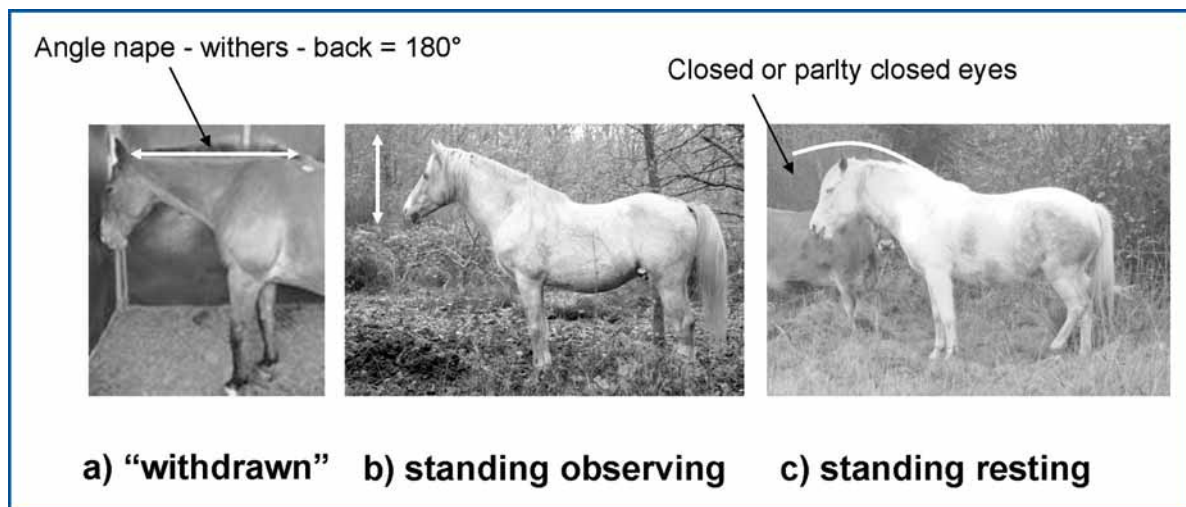 Angle nape - withers - back = 180°
Closed or parlty closed eyes
a) “withdrawn”
b) standing observing
c) standing resting